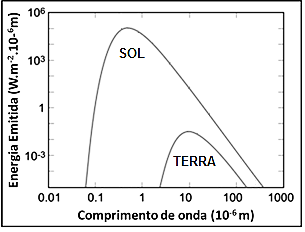 Energia Emitida (W.m-2.10-6m)
10⁶
10³
1
10⁻³
SOL
TERRA
0.01 0.1 1 10 100 1000
Comprimento de onda (10⁻⁶ m)